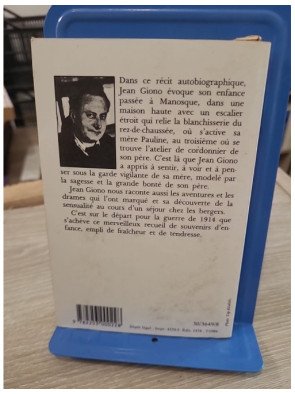 Dans ce récit autobiographique,
Jean Giono évoque son enfance
passée à Manosque, dans une
maison haute avec un escalier
étroit qui relie la blanchisserie du
rez-de-chaussée, où s'active sa
mère Pauline, au troisième où se
trouve l'atelier de cordonnier de
son père. C'est là que Jean Giono
a appris à sentir, à voir et à pen-
ser sous la garde vigilante de sa mère, modelé par
la sagesse et la grande bonté de son père.
Jean Giono nous raconte aussi les aventures et les
drames qui l'ont marqué et sa découverte de la
sensualité au cours d'un séjour chez les bergers.
C'est sur le départ pour la guerre de 1914 que
s'achève ce merveilleux recueil de souvenirs d'en-
fance, empli de fraîcheur et de tendresse.